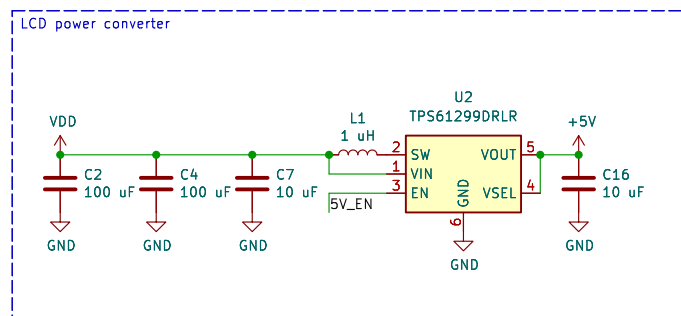 LCD power converter
U2
TPS61299DRLR
VDD
L1
1 uH
+5V
2
SW
VOUT
5
1
VIN
3
EN
GND
VSEL
4
6
C2
100 uF
C4
100 uF
C7
10 uF
C16
10 uF
5V_EN
GND
GND
GND
GND
GND